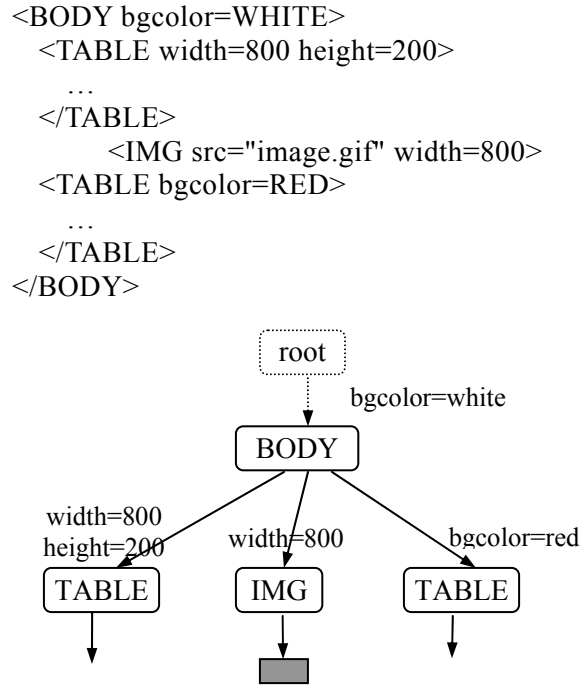 <BODY bgcolor=WHITE>
<TABLE width=800 height=200>
…
</TABLE>
<IMG src="image.gif" width=800>
<TABLE bgcolor=RED>
…
</TABLE>
</BODY>
root
bgcolor=white
BODY
width=800
height=200
width=800
bgcolor=red
TABLE
IMG
TABLE